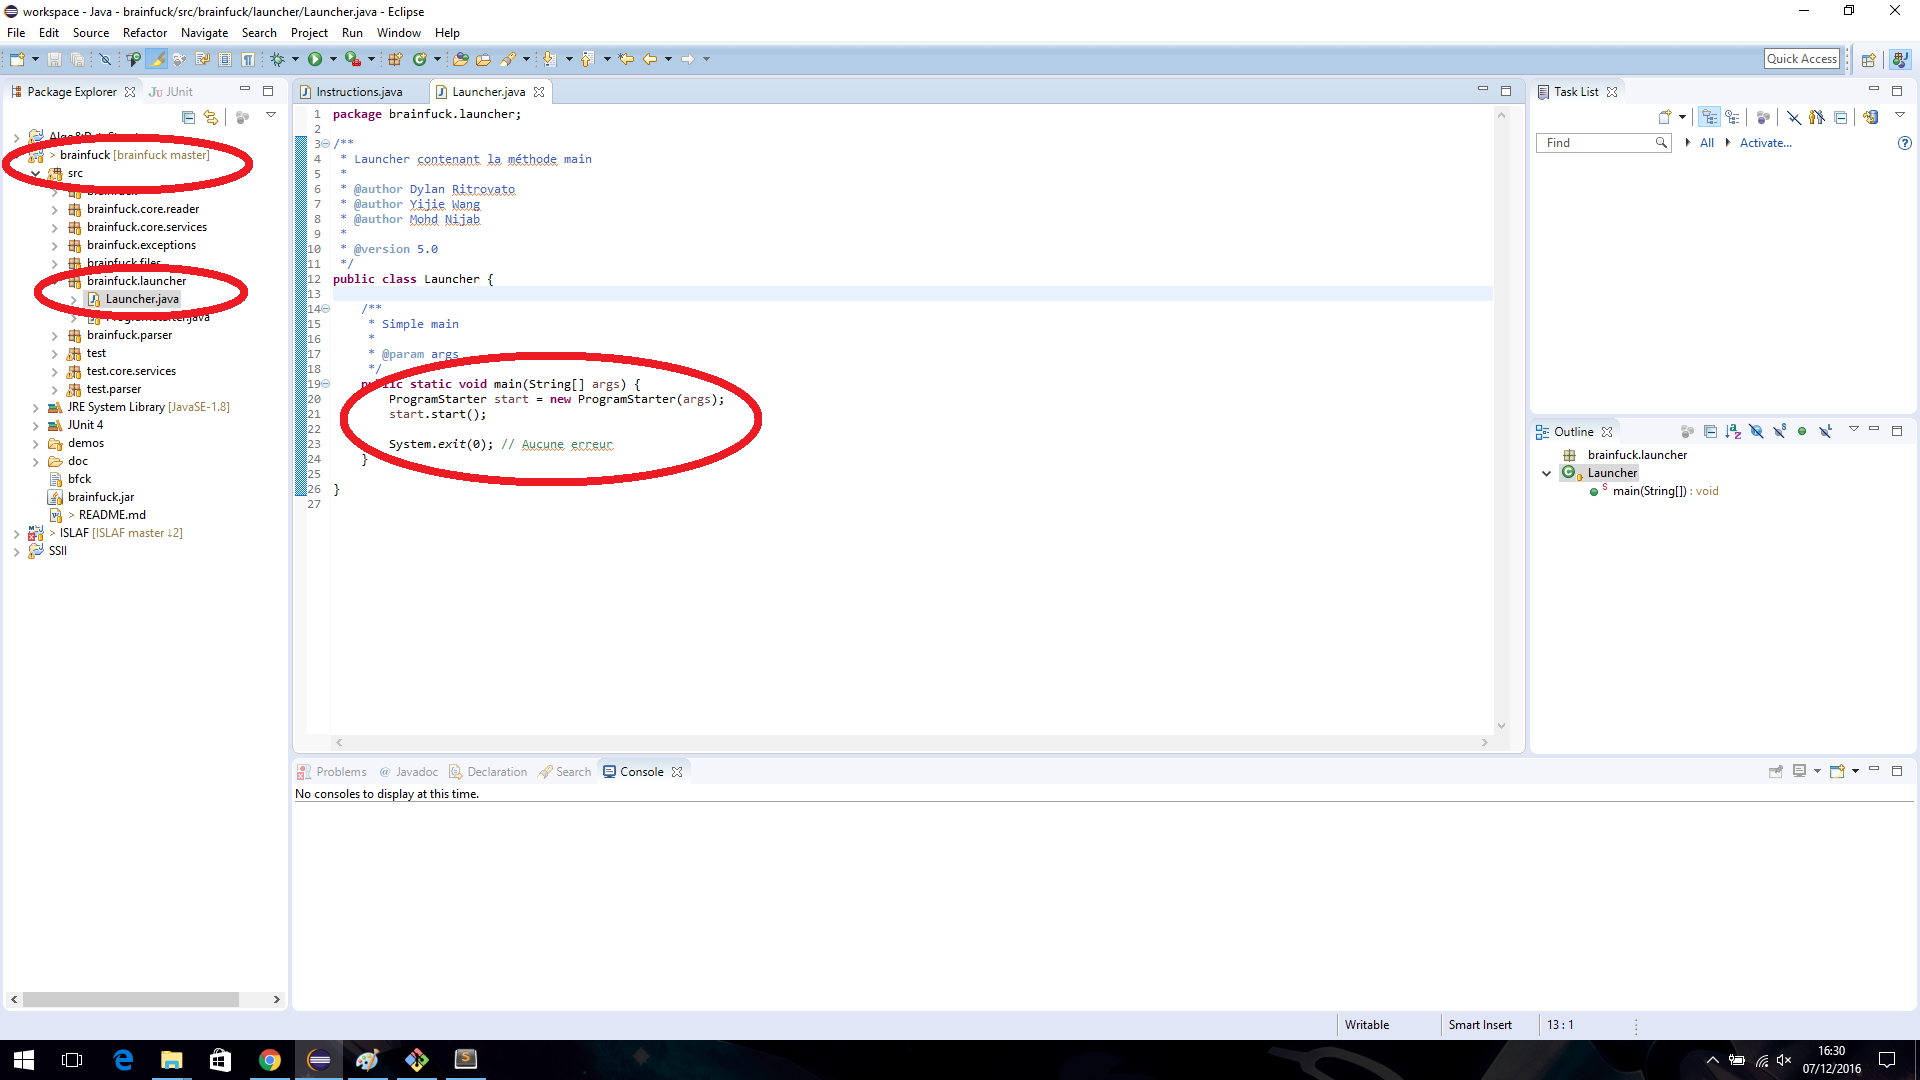 workspace - Java - brainfuck/src/brainfuck/launcher/Launcher.java - Eclipse
File Edit Source Refactor Navigate Search Project Run Window Help
Quick Access
Package Explorer JUnit
> brainfuck [brainfuck master]
src
brainfuck.core.reader
brainfuck.core.services
brainfuck.exceptions
brainfuck.files
brainfuck.launcher
Launcher.java
ProgramStarter.java
brainfuck.parser
test
test.core.services
test.parser
JRE System Library [JavaSE-1.8]
JUnit 4
demos
doc
bfck
brainfuck.jar
> README.md
> ISLAF [ISLAF master ↓2]
SSII
Instructions.java Launcher.java
1 package brainfuck.launcher;
2
3 /**
4 * Launcher contenant la méthode main
5 *
6 * @author Dylan Ritrovato
7 * @author Yijie Wang
8 * @author Mohd Nijab
9 *
10 * @version 5.0
11 */
12 public class Launcher {
13
14 /**
15 * Simple main
16 *
17 * @param args
18 */
19 public static void main(String[] args) {
20 ProgramStarter start = new ProgramStarter(args);
21 start.start();
22
23 System.exit(0); // Aucune erreur
24 }
25
26 }
27
Task List
Find All Activate...
Outline
brainfuck.launcher
Launcher
main(String[]) : void
Problems @ Javadoc Declaration Search Console
No consoles to display at this time.
Writable Smart Insert 13 : 1
16:30
07/12/2016